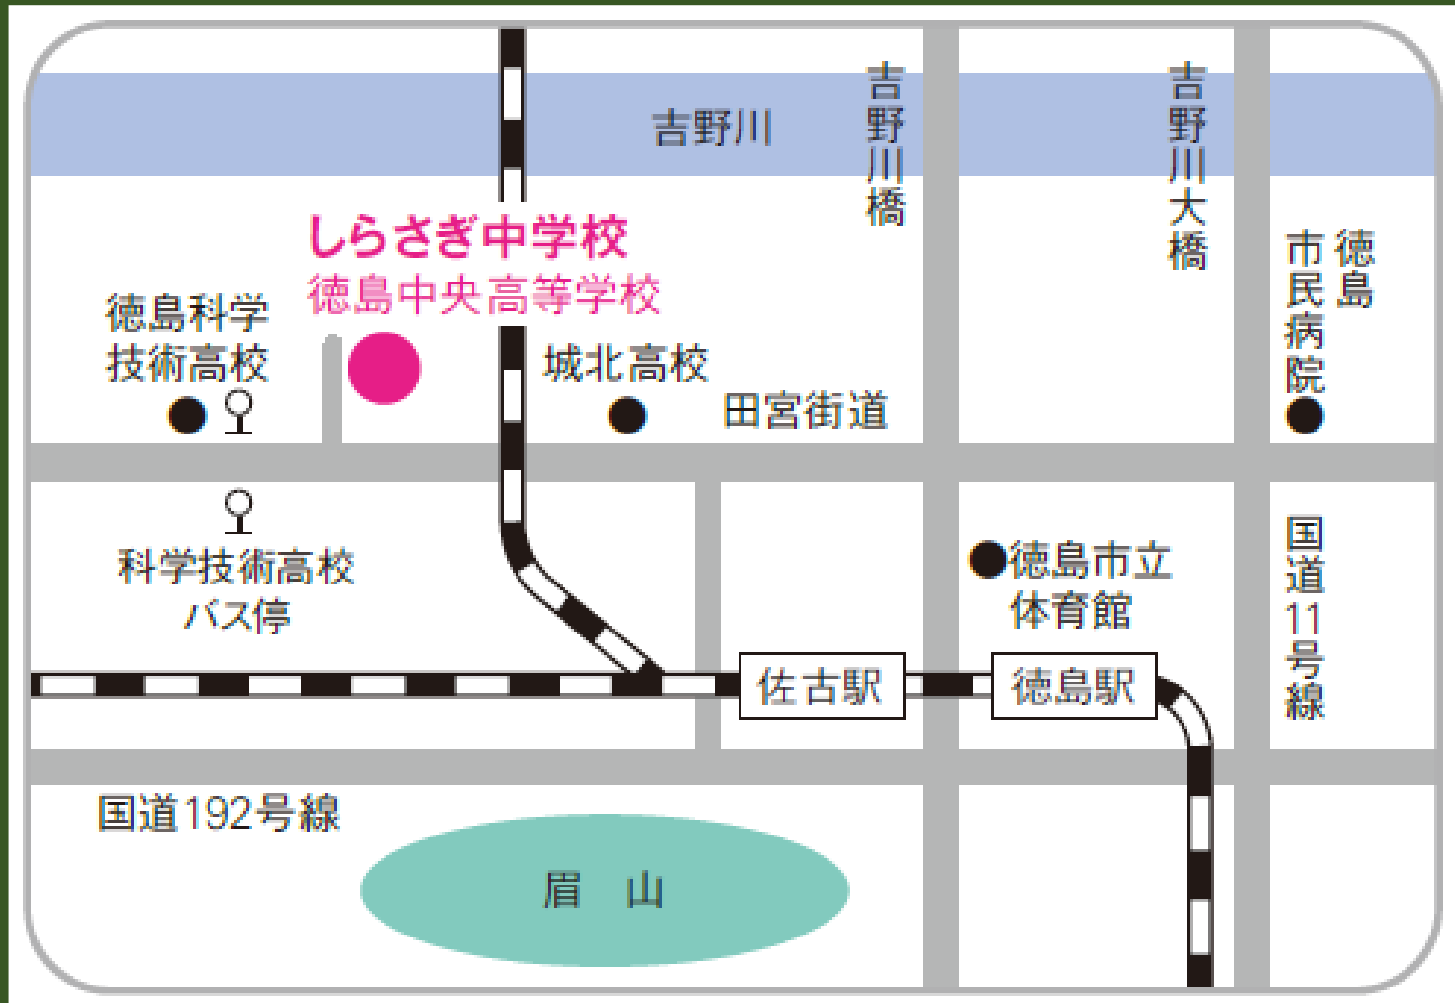 吉野川
吉野川橋
吉野川大橋
しらさぎ中学校
徳島中央高等学校
徳島
市民病院
徳島科学
技術高校
城北高校
田宮街道
科学技術高校
バス停
徳島市立
体育館
国道11号線
佐古駅
徳島駅
国道192号線
眉　山